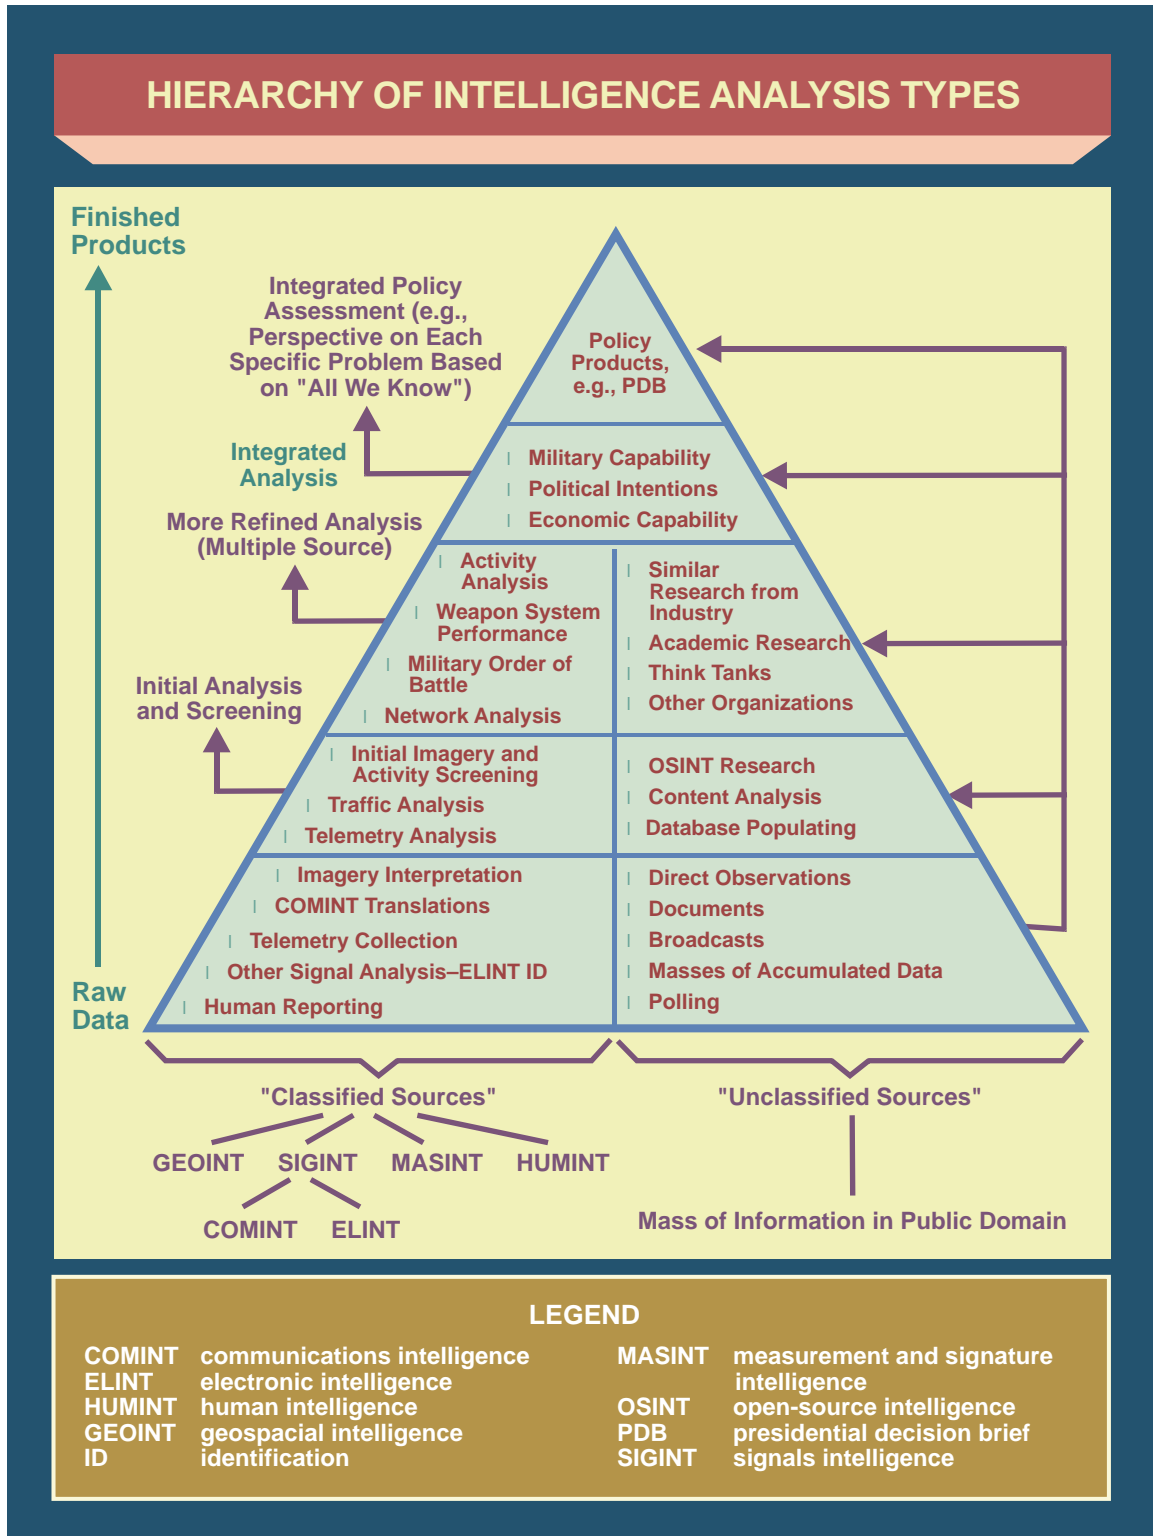 HIERARCHY OF INTELLIGENCE ANALYSIS TYPES
Finished
Products
Integrated Policy
Assessment (e.g.,
Perspective on Each
Specific Problem Based
on "All We Know")
Policy
Products,
e.g., PDB
Integrated
Analysis
Military Capability
Political Intentions
Economic Capability
More Refined Analysis
(Multiple Source)
Activity
Analysis
Weapon System
Performance
Military Order of
Battle
Network Analysis
Similar
Research from
Industry
Academic Research
Think Tanks
Other Organizations
Initial Analysis
and Screening
Initial Imagery and
Activity Screening
Traffic Analysis
Telemetry Analysis
OSINT Research
Content Analysis
Database Populating
Imagery Interpretation
COMINT Translations
Telemetry Collection
Other Signal Analysis–ELINT ID
Human Reporting
Direct Observations
Documents
Broadcasts
Masses of Accumulated Data
Polling
Raw
Data
"Classified Sources"
"Unclassified Sources"
GEOINT SIGINT MASINT HUMINT
COMINT ELINT
Mass of Information in Public Domain
LEGEND
COMINT communications intelligence
ELINT electronic intelligence
HUMINT human intelligence
GEOINT geospacial intelligence
ID identification
MASINT measurement and signature
intelligence
OSINT open-source intelligence
PDB presidential decision brief
SIGINT signals intelligence